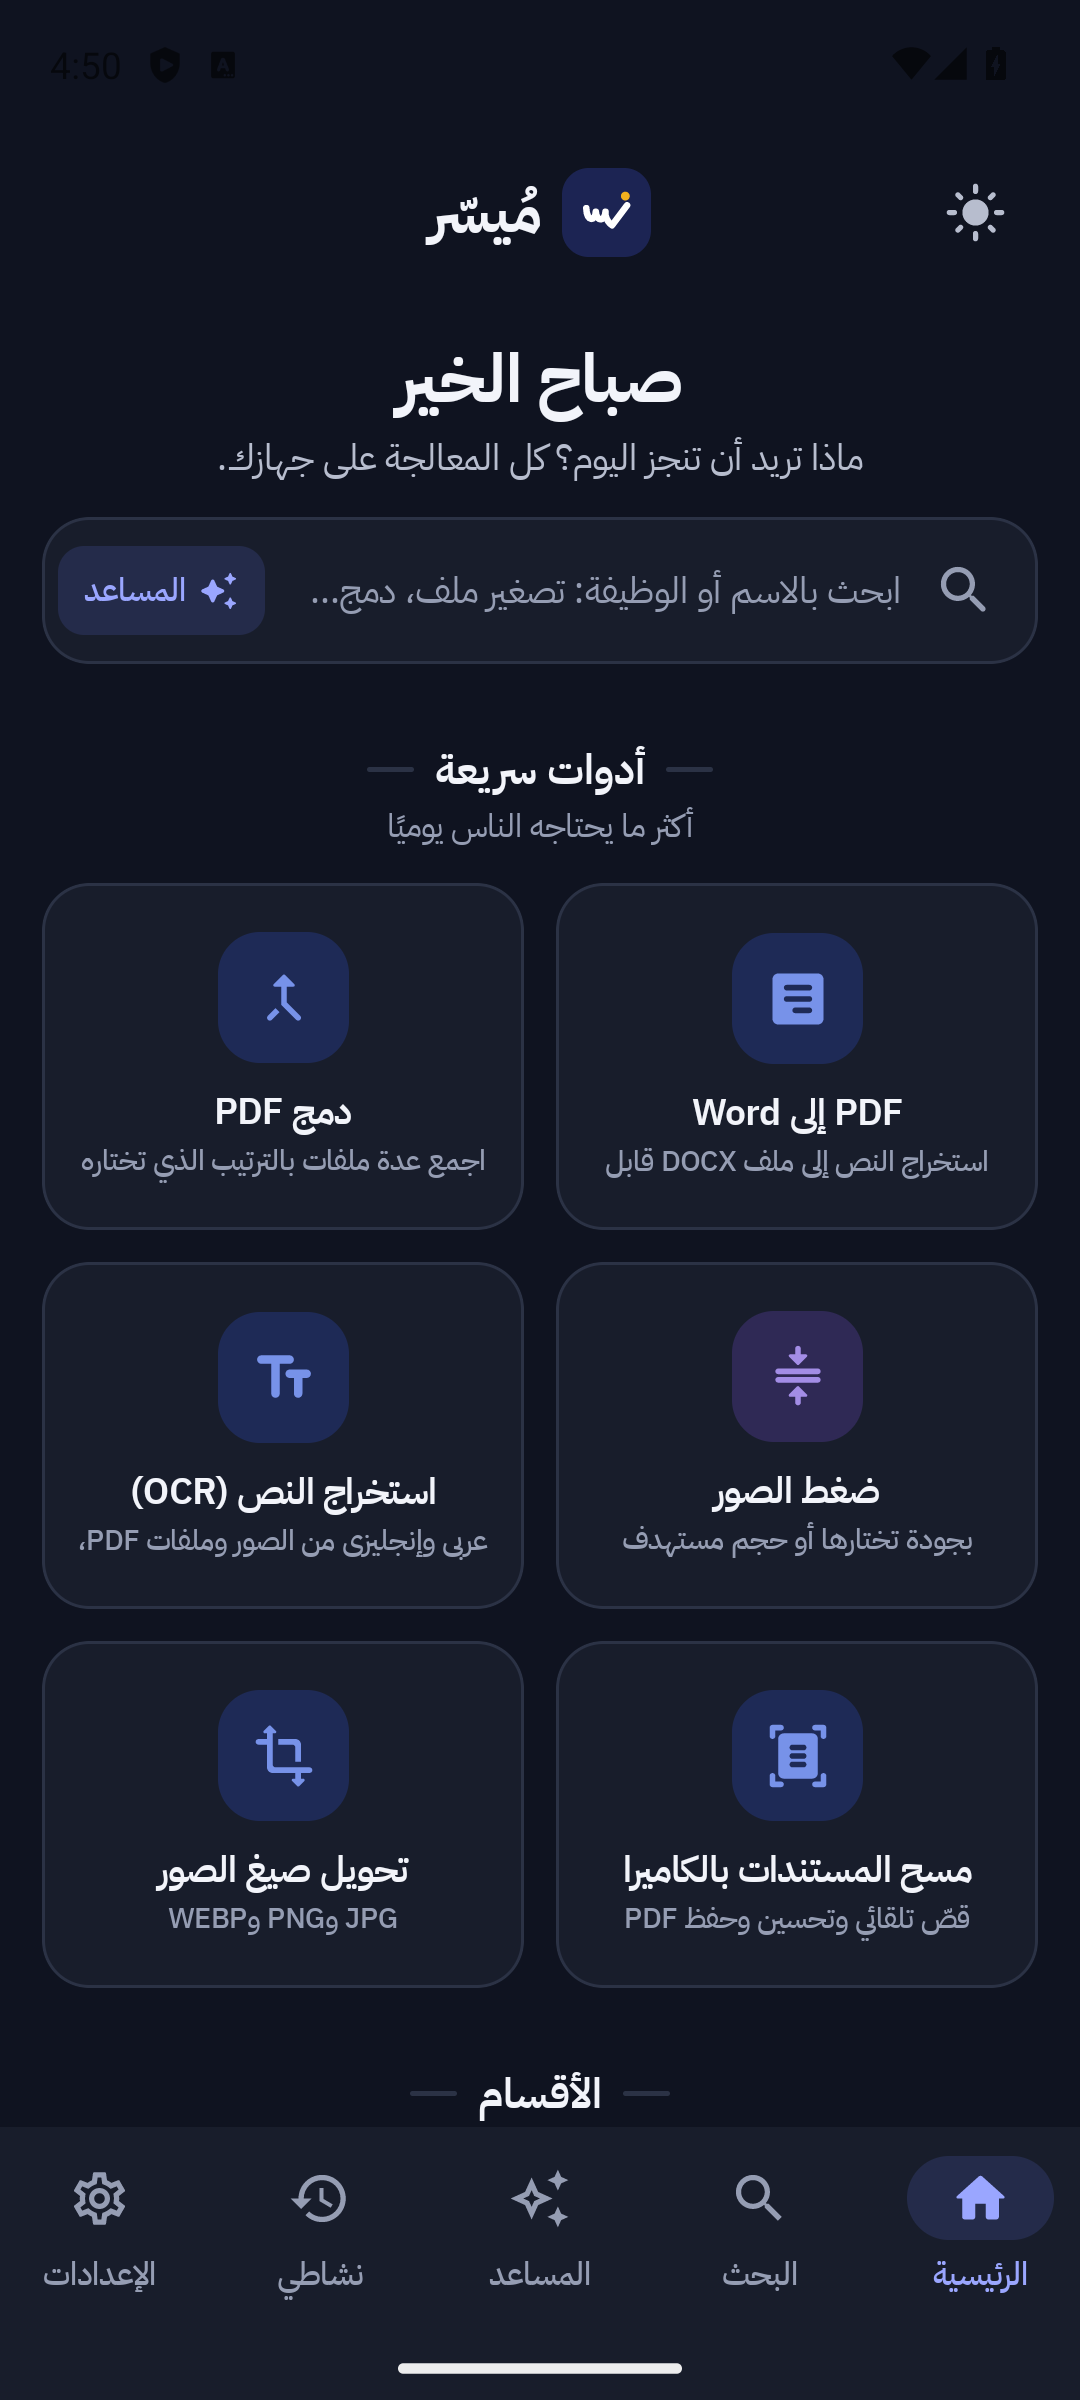 4:50
مُيسّر
صباح الخير
ماذا تريد أن تنجز اليوم؟ كل المعالجة على جهازك.
ابحث بالاسم أو الوظيفة: تصغير ملف، دمج...
المساعد
أدوات سريعة
أكثر ما يحتاجه الناس يوميًا
PDF إلى Word
استخراج النص إلى ملف DOCX قابل
دمج PDF
اجمع عدة ملفات بالترتيب الذي تختاره
ضغط الصور
بجودة تختارها أو حجم مستهدف
استخراج النص (OCR)
عربي وإنجليزي من الصور وملفات PDF،
مسح المستندات بالكاميرا
قصّ تلقائي وتحسين وحفظ PDF
تحويل صيغ الصور
JPG وPNG وWEBP
الأقسام
الرئيسية
البحث
المساعد
نشاطي
الإعدادات